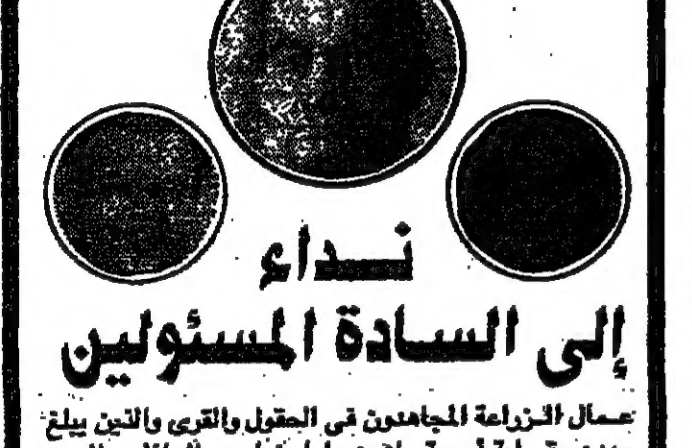 نداء
إلى السادة المسئولين
عمال الزراعة المجاهدون في الحقول والقرى والذين يبلغ